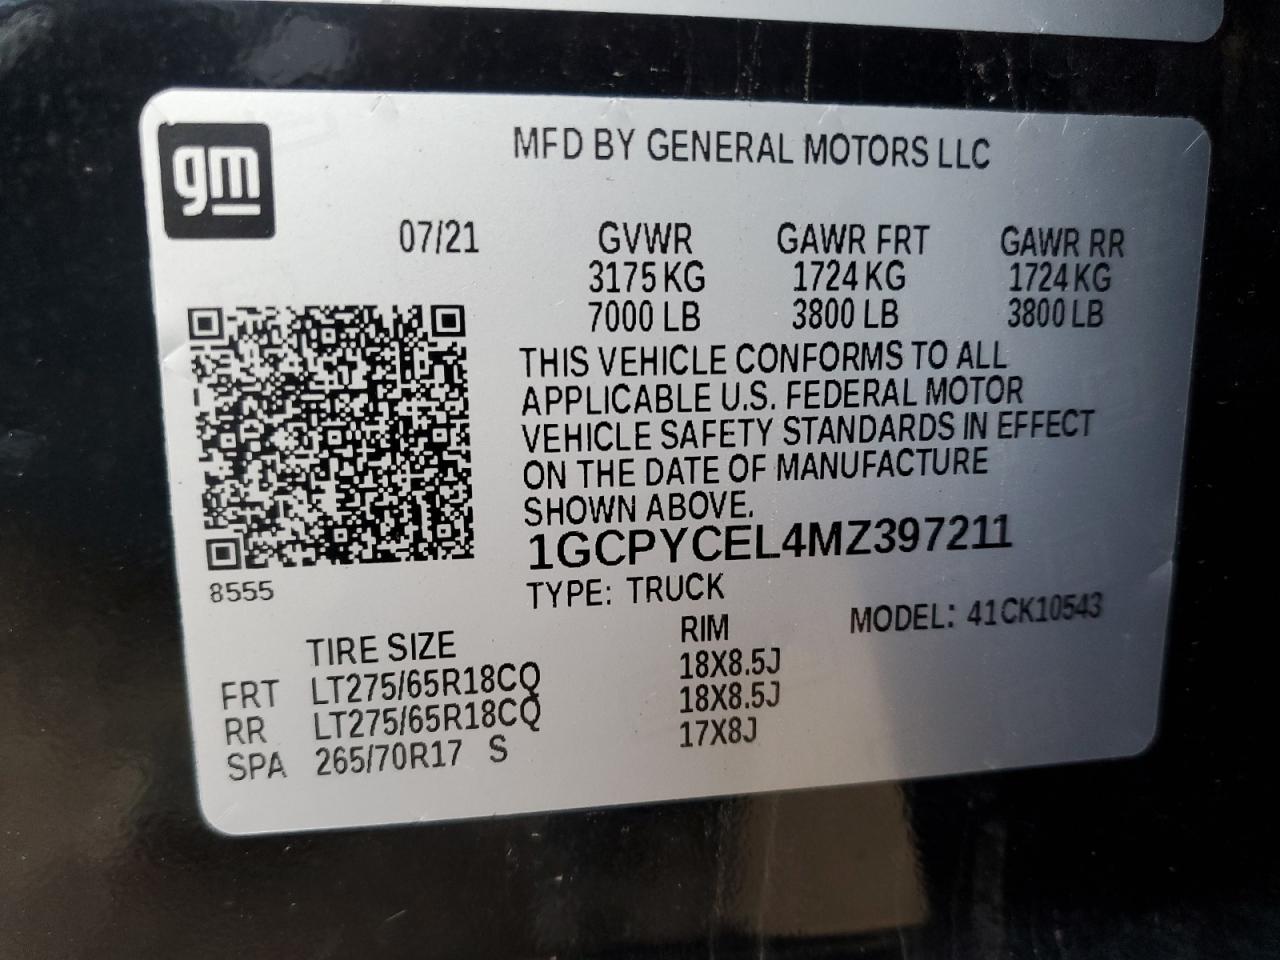 gm
MFD BY GENERAL MOTORS LLC
07/21 GVWR GAWR FRT GAWR RR
3175 KG 1724 KG 1724 KG
7000 LB 3800 LB 3800 LB
THIS VEHICLE CONFORMS TO ALL
APPLICABLE U.S. FEDERAL MOTOR
VEHICLE SAFETY STANDARDS IN EFFECT
ON THE DATE OF MANUFACTURE
SHOWN ABOVE.
1GCPYCEL4MZ397211
8555
TYPE: TRUCK
MODEL: 41CK10543
TIRE SIZE RIM
FRT LT275/65R18CQ 18X8.5J
RR LT275/65R18CQ 18X8.5J
SPA 265/70R17 S 17X8J